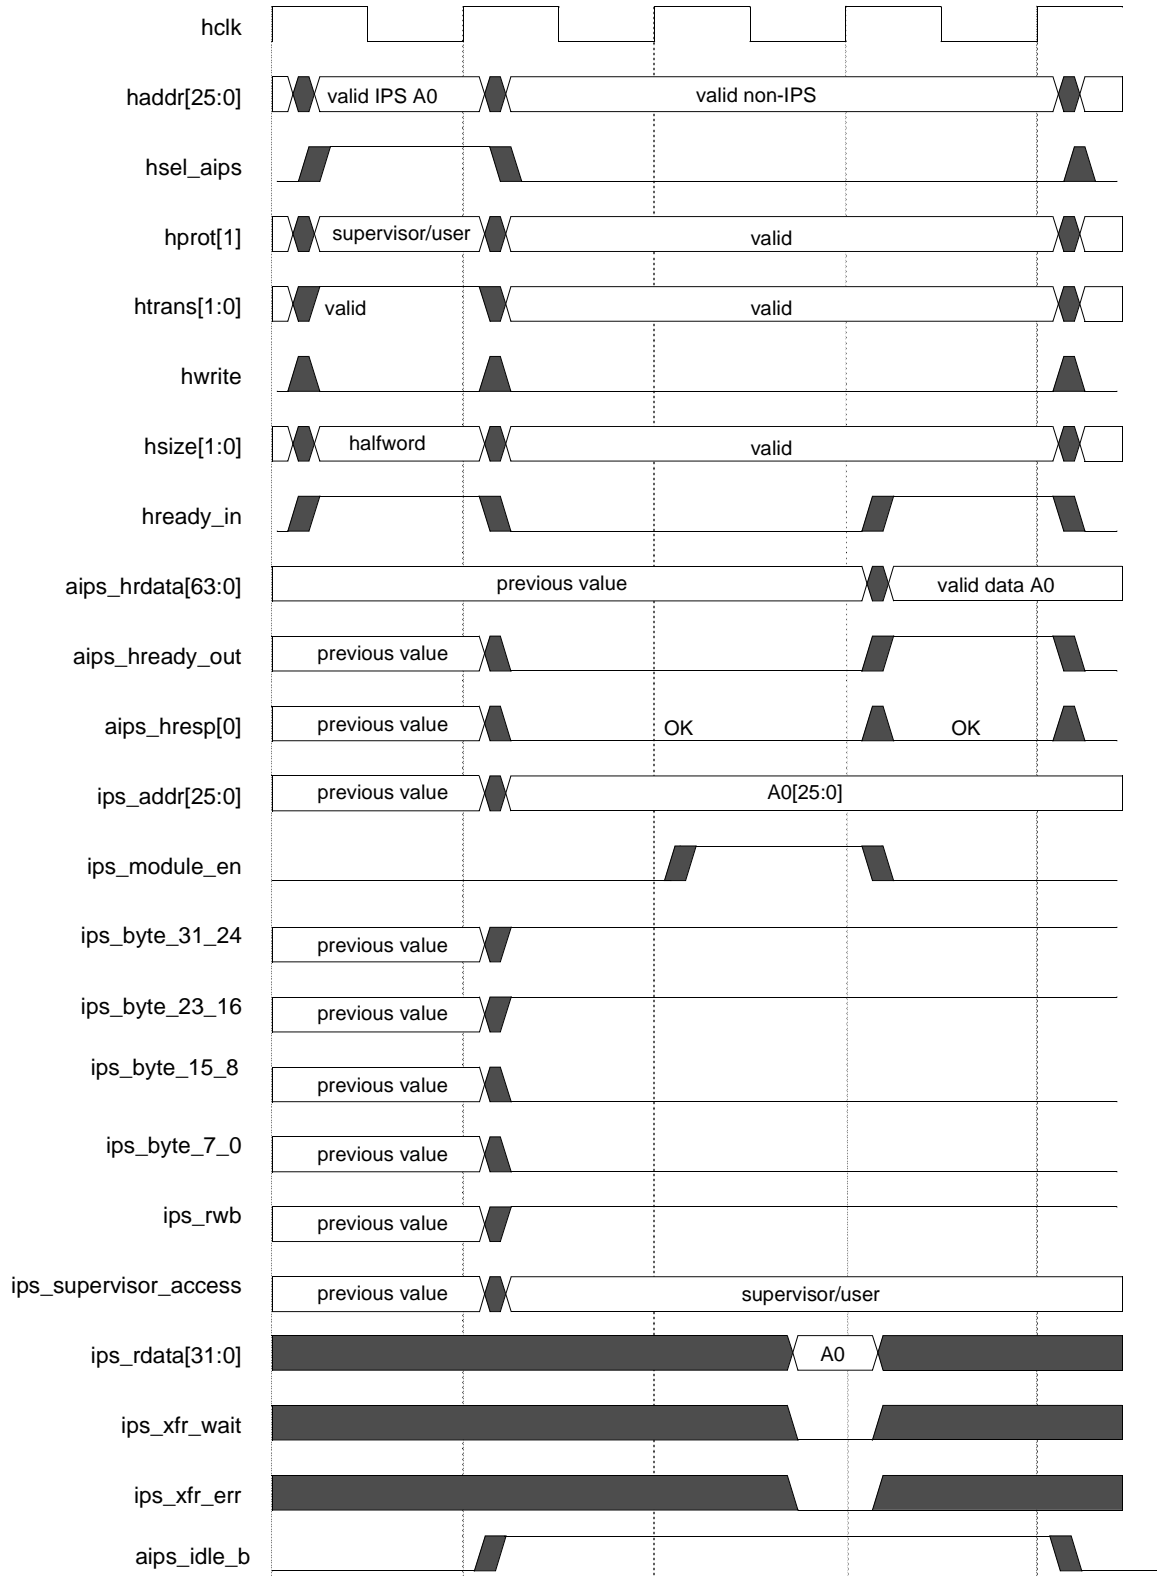 hclk
haddr[25:0] valid IPS A0 valid non-IPS
hsel_aips
hprot[1] supervisor/user valid
htrans[1:0] valid valid
hwrite
hsize[1:0] halfword valid
hready_in
aips_hrdata[63:0] previous value valid data A0
aips_hready_out previous value
aips_hresp[0] previous value OK OK
ips_addr[25:0] previous value A0[25:0]
ips_module_en
ips_byte_31_24 previous value
ips_byte_23_16 previous value
ips_byte_15_8 previous value
ips_byte_7_0 previous value
ips_rwb previous value
ips_supervisor_access previous value supervisor/user
ips_rdata[31:0] A0
ips_xfr_wait
ips_xfr_err
aips_idle_b